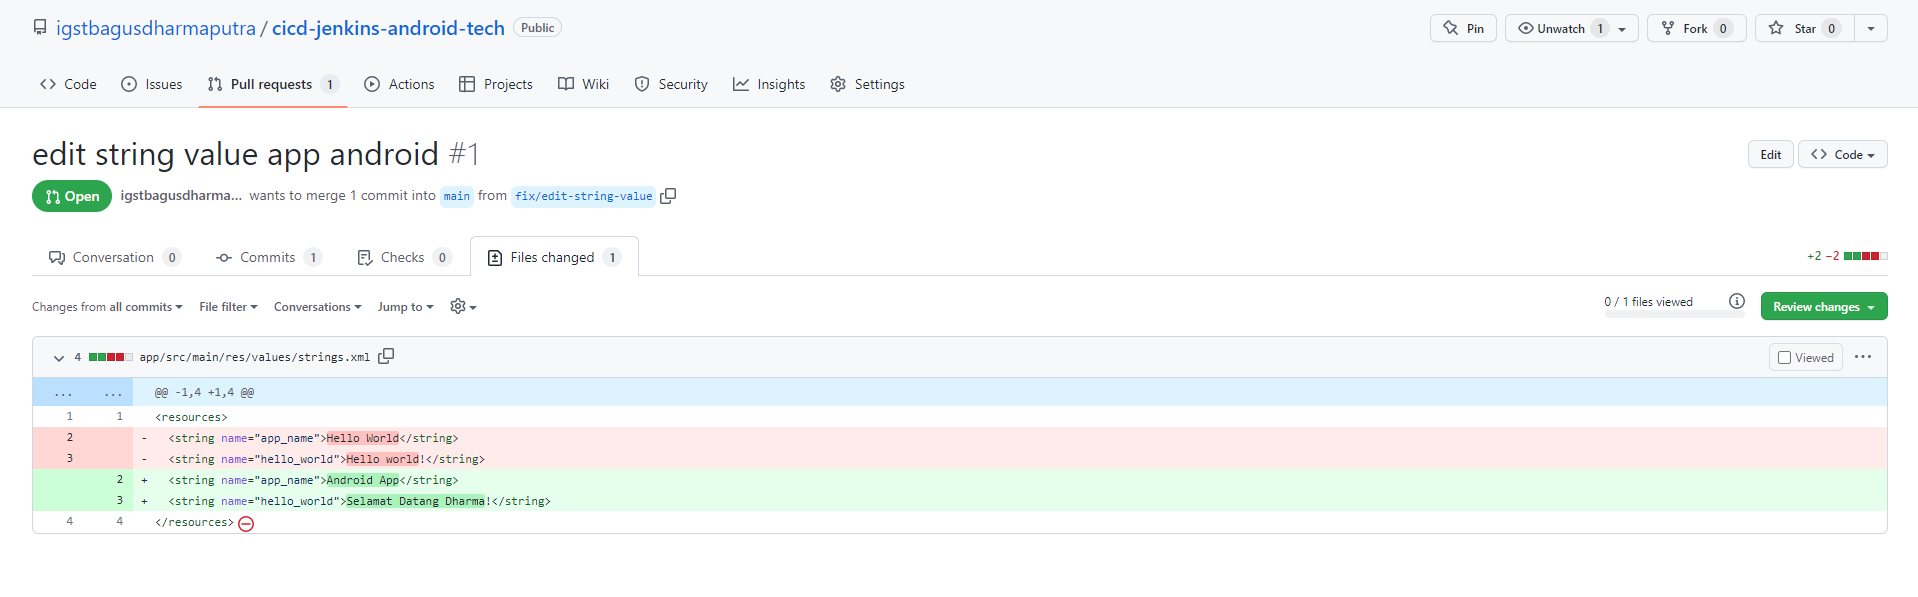 igstbagusdharmaputra / cicd-jenkins-android-tech Public
Pin Unwatch 1 Fork 0 Star 0
Code Issues Pull requests 1 Actions Projects Wiki Security Insights Settings
edit string value app android #1
Edit Code
Open igstbagusdharma... wants to merge 1 commit into main from fix/edit-string-value
Conversation 0 Commits 1 Checks 0 Files changed 1 +2 −2
Changes from all commits File filter Conversations Jump to 0 / 1 files viewed Review changes
4 app/src/main/res/values/strings.xml Viewed ...
... ... @@ -1,4 +1,4 @@
1 1 <resources>
2 - <string name="app_name">Hello World</string>
3 - <string name="hello_world">Hello world!</string>
2 + <string name="app_name">Android App</string>
3 + <string name="hello_world">Selamat Datang Dharma!</string>
4 4 </resources>